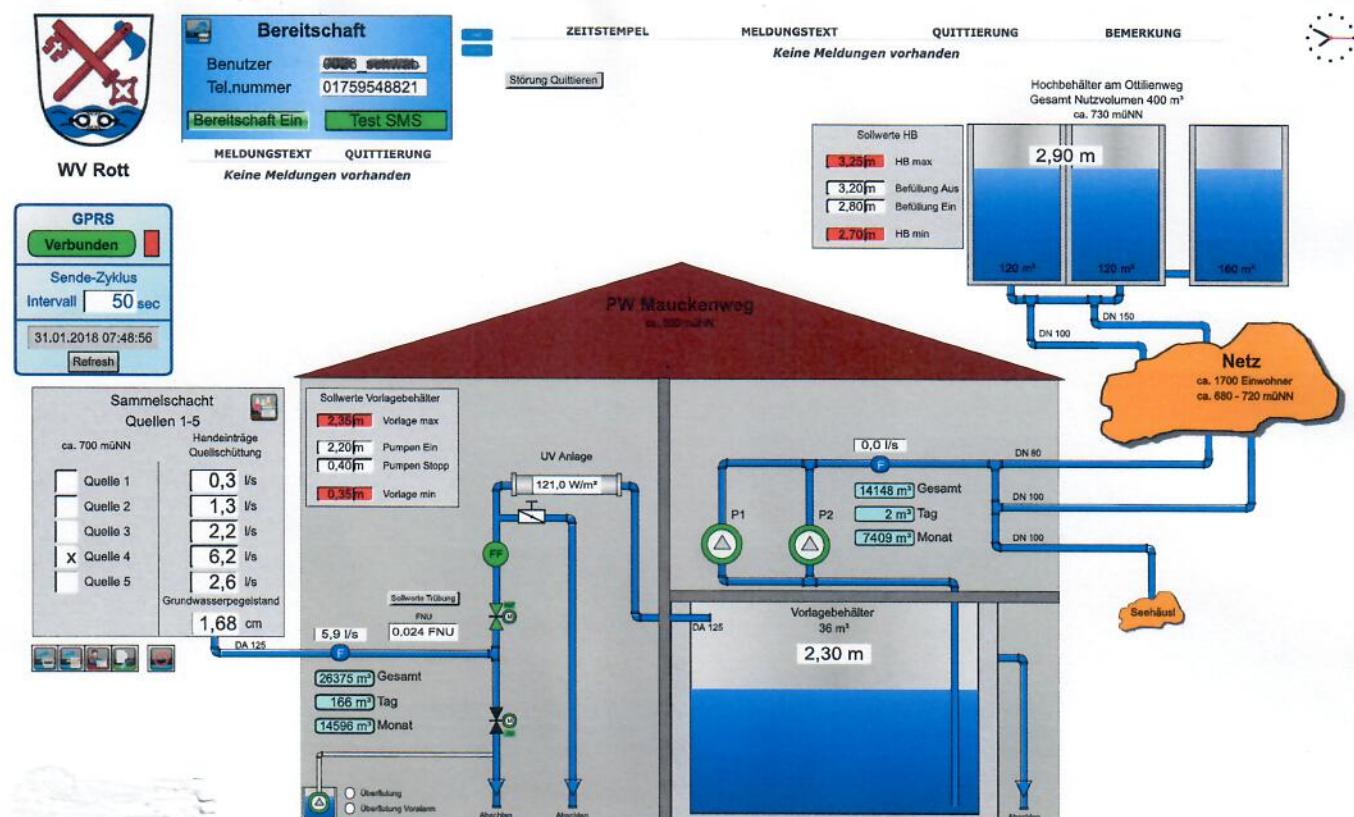 WV Rott
Bereitschaft
Benutzer
Tel.nummer 01759548821
Bereitschaft Ein Test SMS
MELDUNGSTEXT QUITTIERUNG
Keine Meldungen vorhanden
ZEITSTEMPEL MELDUNGSTEXT QUITTIERUNG BEMERKUNG
Keine Meldungen vorhanden
Störung Quittieren
Hochbehälter am Ottilienweg
Gesamt Nutzvolumen 400 m³
ca. 730 müNN
Sollwerte HB
3,25 m HB max
3,20 m Befüllung Aus
2,80 m Befüllung Ein
2,70 m HB min
2,90 m
120 m³ 120 m³ 160 m³
DN 100
DN 150
GPRS
Verbunden
Sende-Zyklus
Intervall 50 sec
31.01.2018 07:48:56
Refresh
PW Mauckenweg
Netz
ca. 1700 Einwohner
ca. 680 - 720 müNN
Sammelschacht
Quellen 1-5
ca. 700 müNN
Handeinträge
Quellschüttung
Quelle 1 0,3 l/s
Quelle 2 1,3 l/s
Quelle 3 2,2 l/s
x Quelle 4 6,2 l/s
Quelle 5 2,6 l/s
Grundwasserpegelstand
1,68 cm
Sollwerte Vorlagebehälter
2,35 m Vorlage max
2,20 m Pumpen Ein
0,40 m Pumpen Stopp
0,35 m Vorlage min
UV Anlage
121,0 W/m²
FF
Sollwerte Trübung
FNU
0,024 FNU
DA 125
5,9 l/s
F
26375 m³ Gesamt
166 m³ Tag
14596 m³ Monat
M
M
Überflutung
Überflutung Voralarm
Abschlag
Abschlag
P1
P2
0,0 l/s
F
14148 m³ Gesamt
2 m³ Tag
7409 m³ Monat
DN 80
DN 100
DN 100
Seehäusl
DA 125
Vorlagebehälter
36 m³
2,30 m
Abschlag